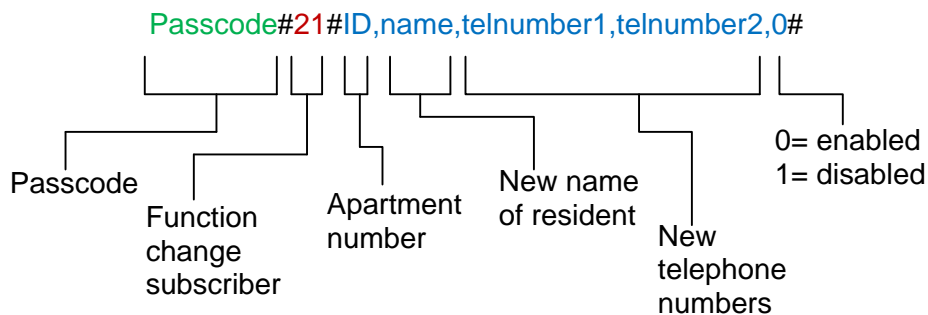 Passcode#21#ID,name,telnumber1,telnumber2,0#
Passcode
Function
change
subscriber
Apartment
number
New name
of resident
New
telephone
numbers
0= enabled
1= disabled